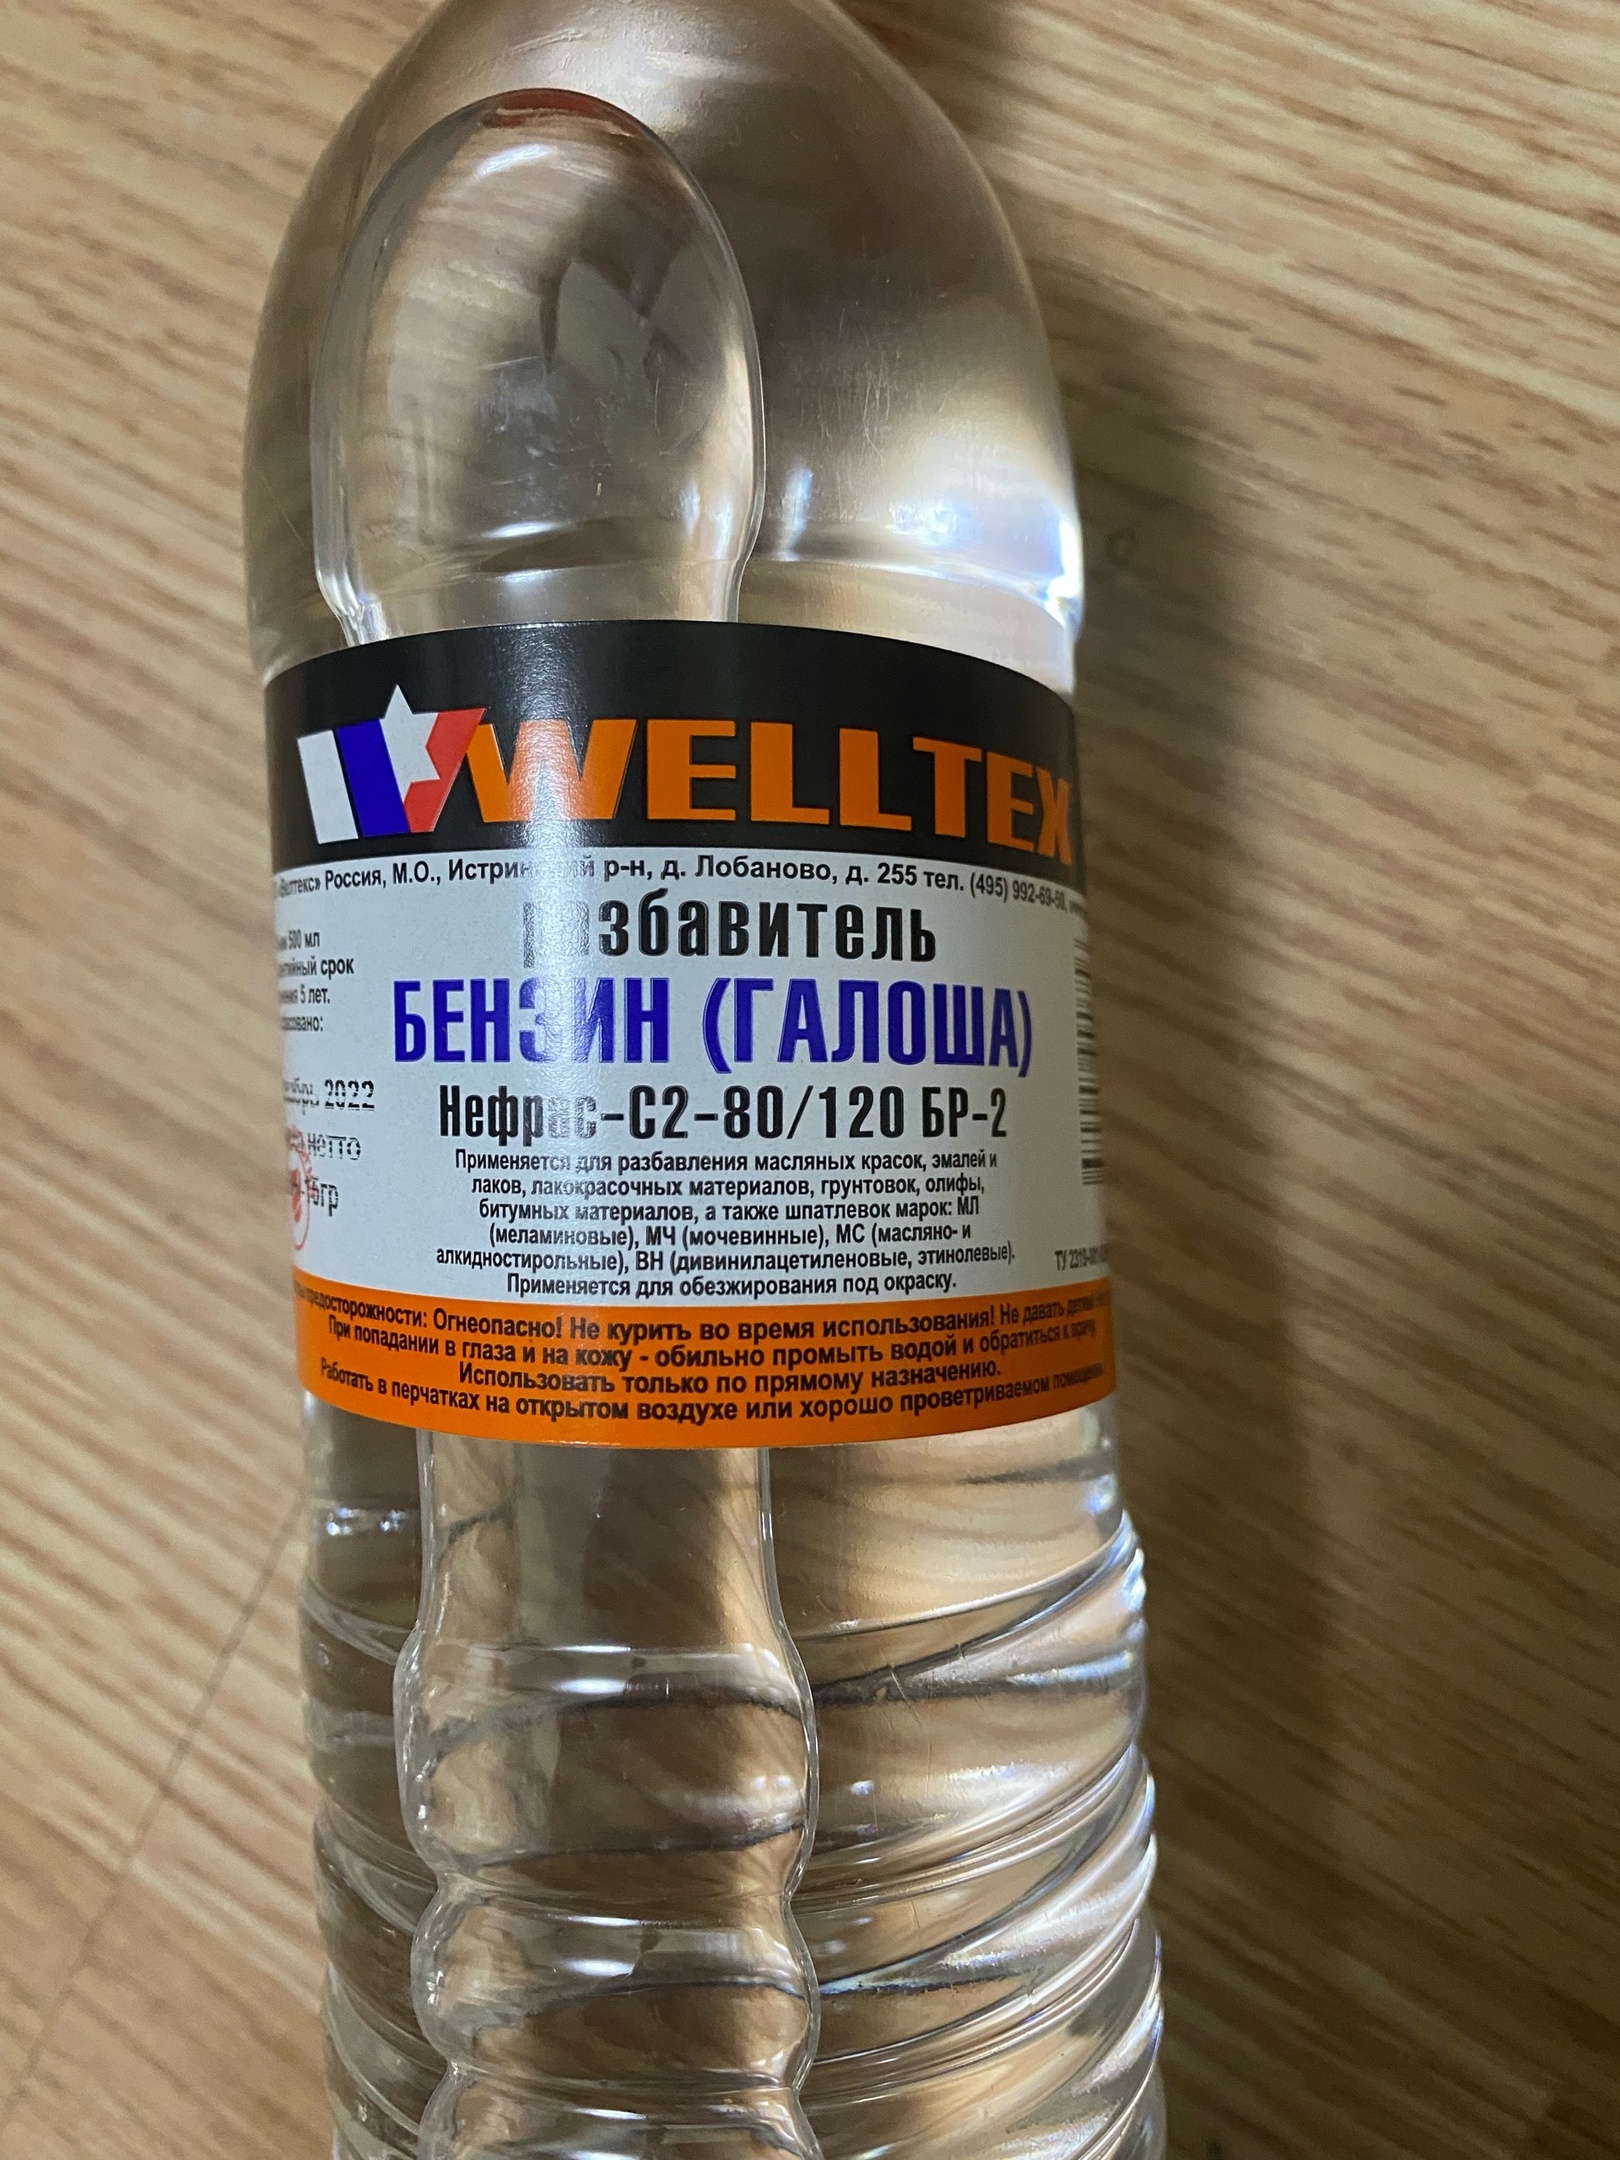 WELLTEX
Россия, М.О., р-н, д. Лобаново, д. 255 тел. (495) 992-69-
разбавитель
500 мл
срок
БЕНЗИН (ГАЛОША)
5 лет.
Нефрас-С2-80/120 БР-2
2022
нетто
Применяется для разбавления масляных красок, эмалей и
лаков, лакокрасочных материалов, грунтовок, олифы,
битумных материалов, а также шпатлевок марок: МЛ
(меламиновые), МЧ (мочевинные), МС (масляно- и
алкидностирольные), ВН (дивинилацетиленовые, этинолевые).
Применяется для обезжирования под окраску.
ТУ
предосторожности: Огнеопасно! Не курить во время использования! Не давать детям.
При попадании в глаза и на кожу - обильно промыть водой и обратиться к врачу.
Использовать только по прямому назначению.
Работать в перчатках на открытом воздухе или хорошо проветриваемом помещении.